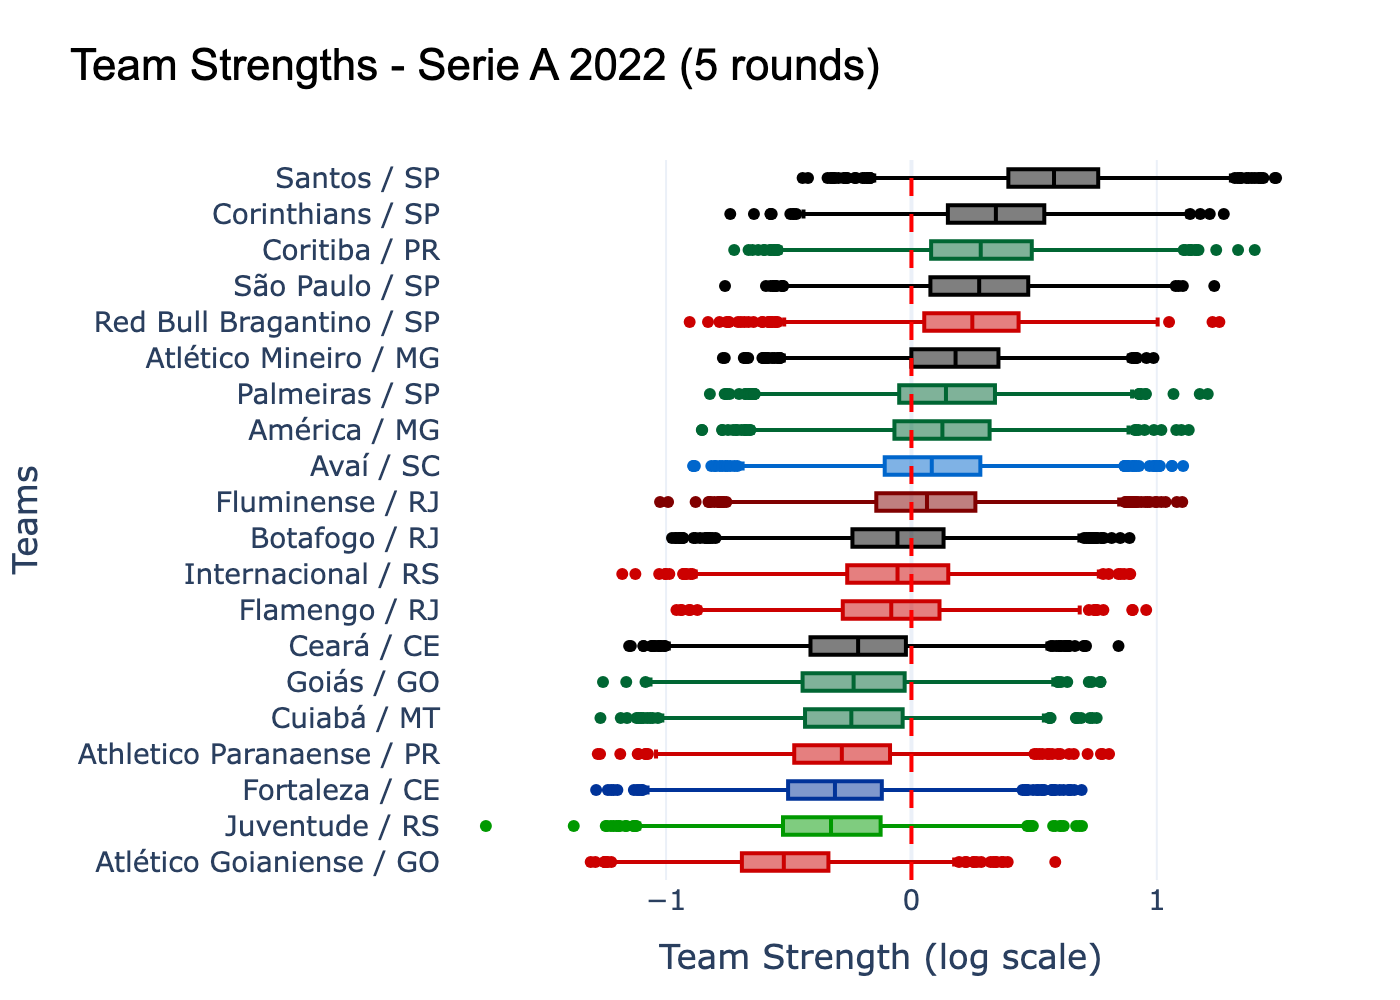 Team Strengths - Serie A 2022 (5 rounds)
Teams
Santos / SP
Corinthians / SP
Coritiba / PR
São Paulo / SP
Red Bull Bragantino / SP
Atlético Mineiro / MG
Palmeiras / SP
América / MG
Avaí / SC
Fluminense / RJ
Botafogo / RJ
Internacional / RS
Flamengo / RJ
Ceará / CE
Goiás / GO
Cuiabá / MT
Athletico Paranaense / PR
Fortaleza / CE
Juventude / RS
Atlético Goianiense / GO
−1 0 1
Team Strength (log scale)